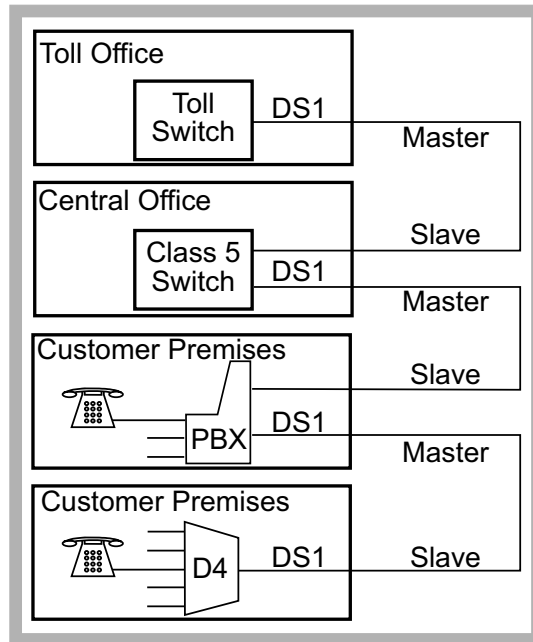 Toll Office
Toll
Switch
DS1
Master
Central Office
Slave
Class 5
Switch
DS1
Master
Customer Premises
Slave
PBX
DS1
Master
Customer Premises
D4
DS1
Slave